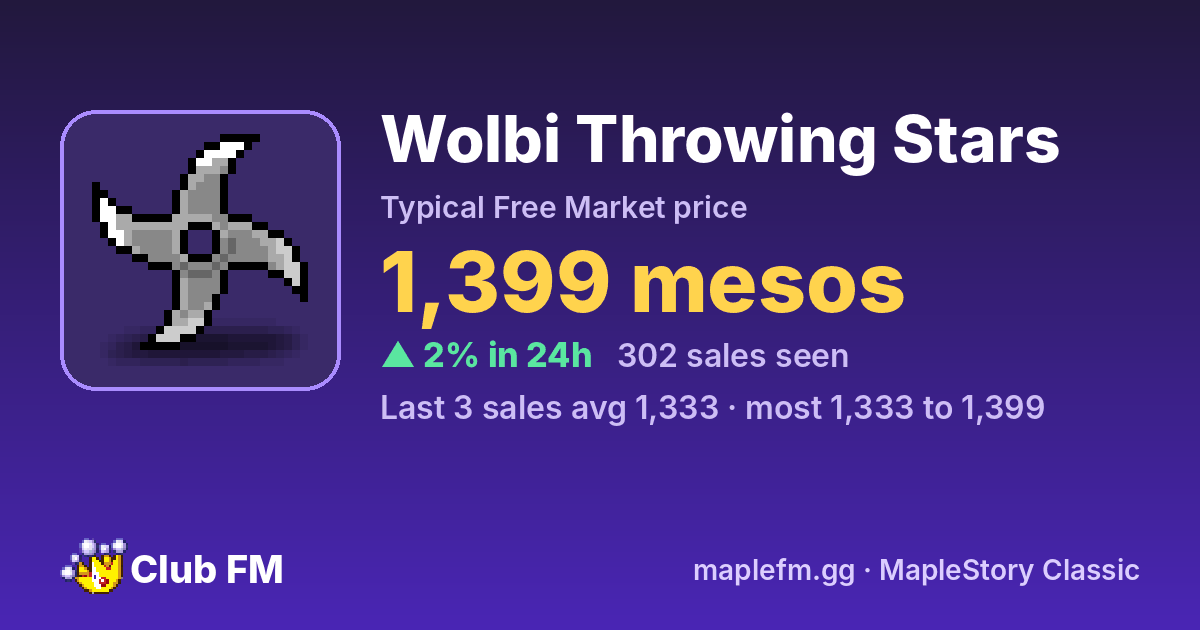 Wolbi Throwing Stars
Typical Free Market price
1,399 mesos
▲ 2% in 24h 302 sales seen
Last 3 sales avg 1,333 · most 1,333 to 1,399
Club FM
maplefm.gg · MapleStory Classic